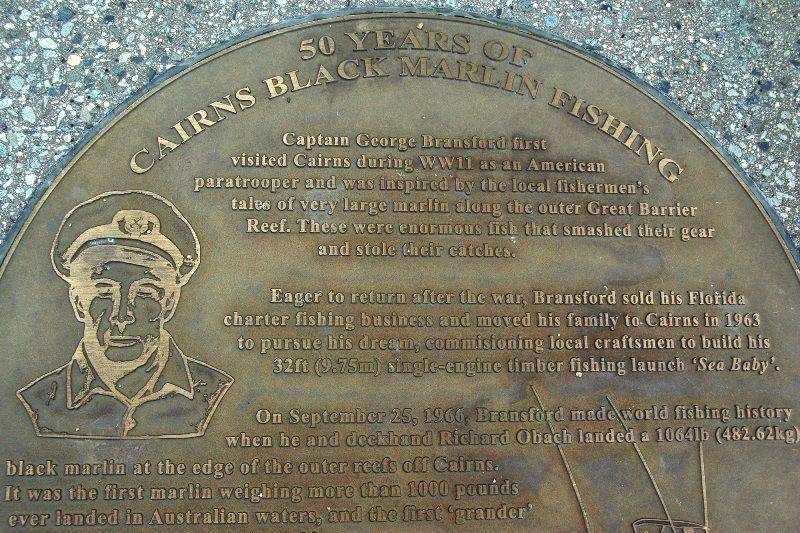 50 YEARS OF
CAIRNS BLACK MARLIN FISHING
Captain George Bransford first
visited Cairns during WW11 as an American
paratrooper and was inspired by the local fishermen's
tales of very large marlin along the outer Great Barrier
Reef. These were enormous fish that smashed their gear
and stole their catches.
Eager to return after the war, Bransford sold his Florida
charter fishing business and moved his family to Cairns in 1963
to pursue his dream, commisioning local craftsmen to build his
32ft (9.75m) single-engine timber fishing launch 'Sea Baby'.
On September 25, 1966, Bransford made world fishing history
when he and deckhand Richard Obach landed a 1064lb (482.62kg)
black marlin at the edge of the outer reefs off Cairns.
It was the first marlin weighing more than 1000 pounds
ever landed in Australian waters, and the first 'grander'